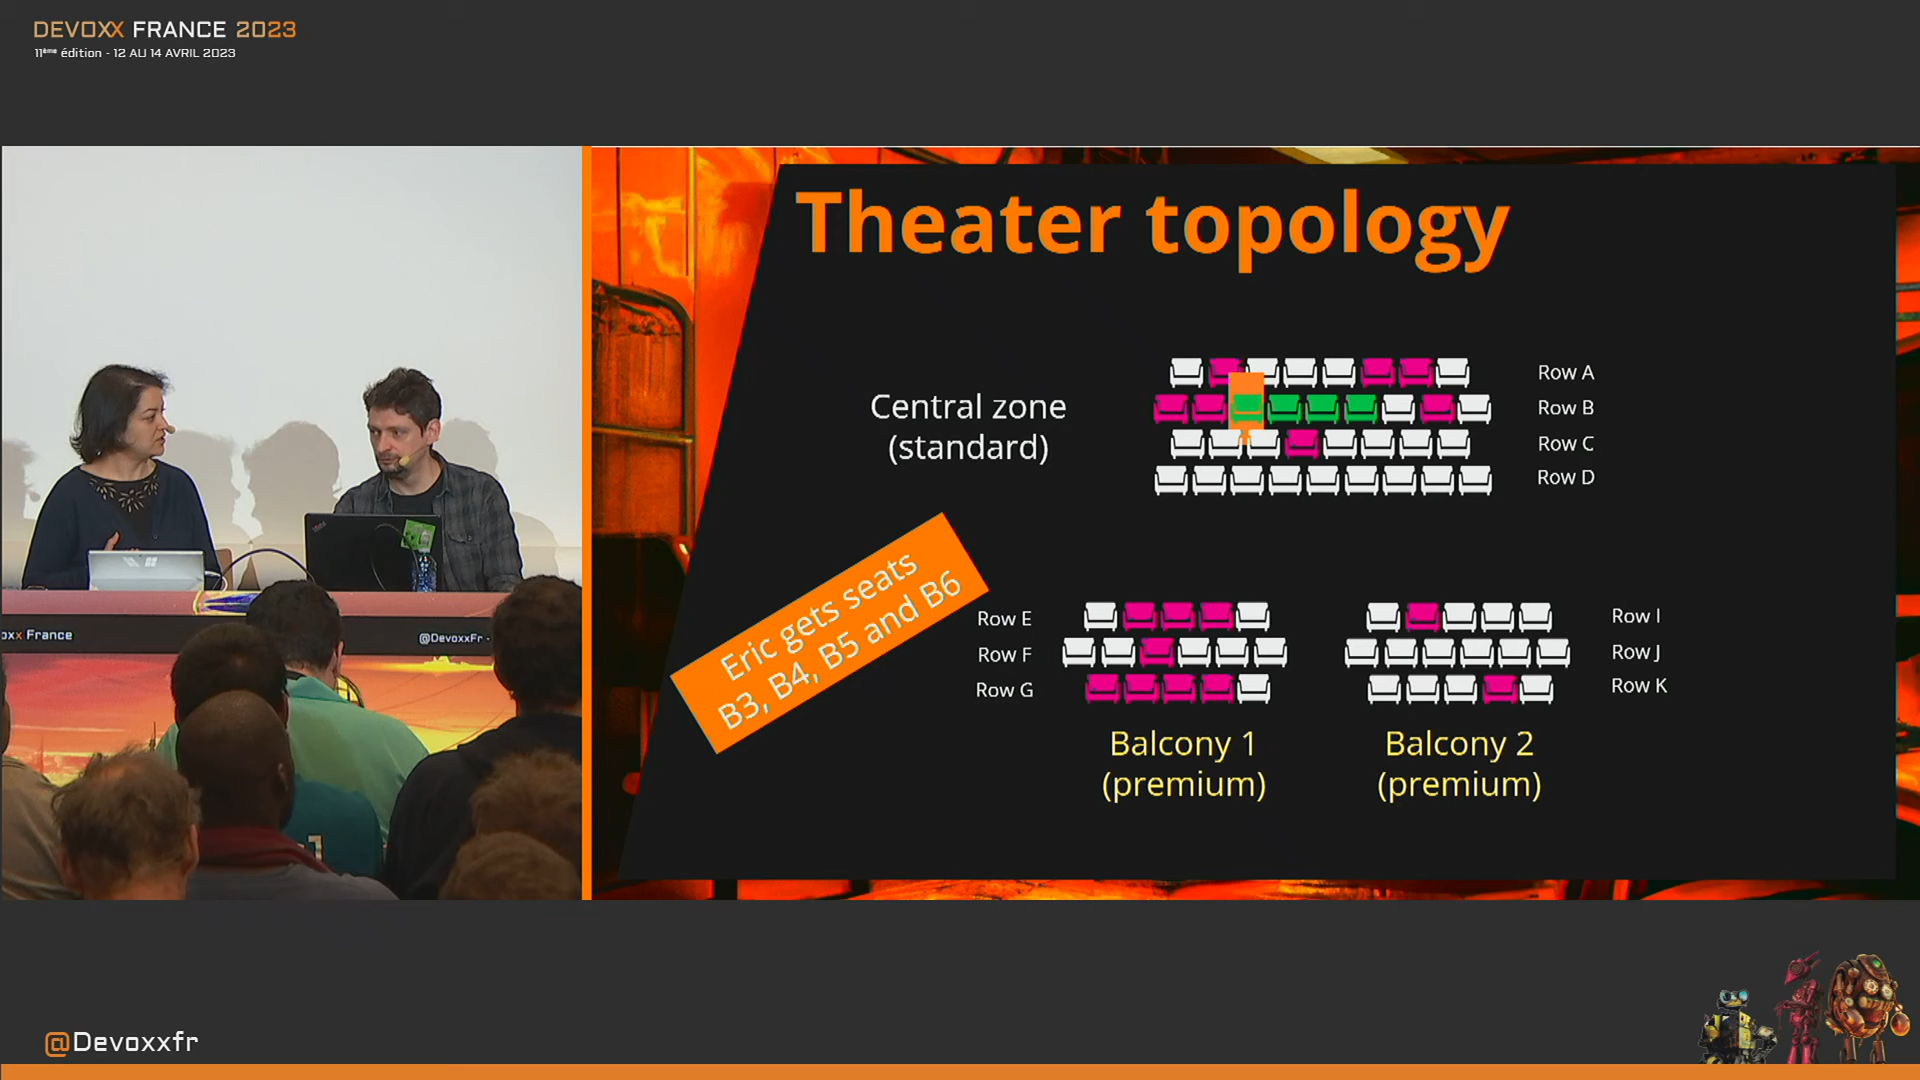 DEVOXX FRANCE 2023
11ème édition - 12 AU 14 AVRIL 2023
Theater topology
Central zone
(standard)
Row A
Row B
Row C
Row D
Eric gets seats
B3, B4, B5 and B6
Row E
Row F
Row G
Row I
Row J
Row K
Balcony 1
(premium)
Balcony 2
(premium)
oxx France
@DevoxxFr -
@Devoxxfr